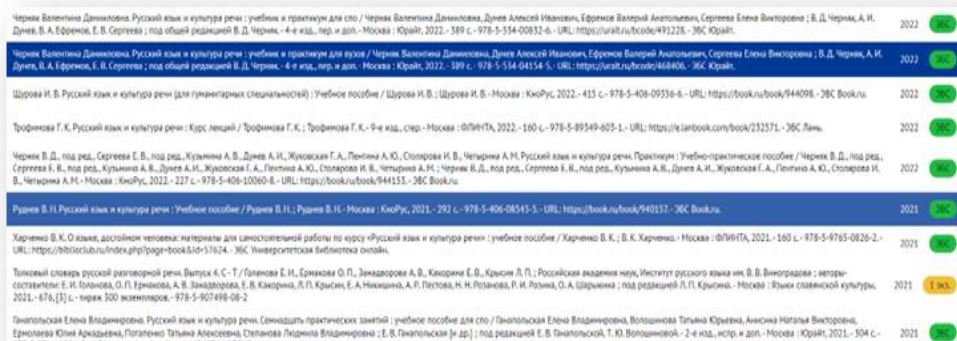 Черняк Валентина Даниловна. Русский язык и культура речи : учебник и практикум для спо / Черняк Валентина Даниловна, Дунев Алексей Иванович, Ефремов Валерий Анатольевич, Сергеева Елена Викторовна ; В. Д. Черняк, А. И.
Дунев, В. А. Ефремов, Е. В. Сергеева ; под общей редакцией В. Д. Черняк. - 4-е изд., пер. и доп. - Москва : Юрайт, 2022. - 389 с. - 978-5-534-00832-6. - URL: https://urait.ru/bcode/491228. - ЭБС Юрайт. 2022 ЭБС
Черняк Валентина Даниловна. Русский язык и культура речи : учебник и практикум для вузов / Черняк Валентина Даниловна, Дунев Алексей Иванович, Ефремов Валерий Анатольевич, Сергеева Елена Викторовна ; В. Д. Черняк, А. И.
Дунев, В. А. Ефремов, Е. В. Сергеева ; под общей редакцией В. Д. Черняк. - 4-е изд., пер. и доп. - Москва : Юрайт, 2022. - 389 с. - 978-5-534-04154-5. - URL: https://urait.ru/bcode/468406. - ЭБС Юрайт. 2022 ЭБС
Щурова И. В. Русский язык и культура речи (для гуманитарных специальностей) : Учебное пособие / Щурова И. В. ; Щурова И. В. - Москва : КноРус, 2022. - 415 с. - 978-5-406-09336-6. - URL: https://book.ru/book/944098. - ЭБС Book.ru. 2022 ЭБС
Трофимова Г. К. Русский язык и культура речи : Курс лекций / Трофимова Г. К. ; Трофимова Г. К. - 9-е изд., стер. - Москва : ФЛИНТА, 2022. - 160 с. - 978-5-89349-603-1. - URL: https://e.lanbook.com/book/232571. - ЭБС Лань. 2022 ЭБС
Черняк В. Д., под ред., Сергеева Е. В., под ред., Кузьмина А. В., Дунев А. И., Жуковская Г. А., Пентина А. Ю., Столярова И. В., Четырина А. М. Русский язык и культура речи. Практикум : Учебно-практическое пособие / Черняк В. Д., под ред.,
Сергеева Е. В., под ред., Кузьмина А. В., Дунев А. И., Жуковская Г. А., Пентина А. Ю., Столярова И. В., Четырина А. М. ; Черняк В. Д., под ред., Сергеева Е. В., под ред., Кузьмина А. В., Дунев А. И., Жуковская Г. А., Пентина А. Ю., Столярова И.
В., Четырина А. М. - Москва : КноРус, 2022. - 227 с. - 978-5-406-10060-8. - URL: https://book.ru/book/944153. - ЭБС Book.ru. 2022 ЭБС
Руднев В. Н. Русский язык и культура речи : Учебное пособие / Руднев В. Н. ; Руднев В. Н. - Москва : КноРус, 2021. - 292 с. - 978-5-406-08545-5. - URL: https://book.ru/book/940157. - ЭБС Book.ru. 2021 ЭБС
Харченко В. К. О языке, достойном человека: материалы для самостоятельной работы по курсу «Русский язык и культура речи» : учебное пособие / Харченко В. К. ; В. К. Харченко. - Москва : ФЛИНТА, 2021. - 160 с. - 978-5-9765-0826-2. -
URL: https://biblioclub.ru/index.php?page=book&id=57624. - ЭБС Университетская библиотека онлайн. 2021 ЭБС
Толковый словарь русской разговорной речи. Выпуск 4. С - Т / Голанова Е. И., Ермакова О. П., Занадворова А. В., Какорина Е. В., Крысин Л. П. ; Российская академия наук, Институт русского языка им. В. В. Виноградова ; авторы-
составители: Е. И. Голанова, О. П. Ермакова, А. В. Занадворова, Е. В. Какорина, Л. П. Крысин, Е. А. Никишина, А. Р. Пестова, Н. Н. Розанова, Р. И. Розина, О. А. Шарыкина ; под редакцией Л. П. Крысина. - Москва : Языки славянской культуры,
2021. - 676, [3] с. - тираж 300 экземпляров. - 978-5-907498-08-2 2021 1 экз.
Ганапольская Елена Владимировна. Русский язык и культура речи. Семнадцать практических занятий : учебное пособие для спо / Ганапольская Елена Владимировна, Волошинова Татьяна Юрьевна, Анисина Наталья Викторовна,
Ермолаева Юлия Аркадьевна, Потапенко Татьяна Алексеевна, Степанова Людмила Владимировна ; Е. В. Ганапольская [и др.] ; под редакцией Е. В. Ганапольской, Т. Ю. Волошиновой. - 2-е изд., испр. и доп. - Москва : Юрайт, 2021. - 304 с. - 2021 ЭБС